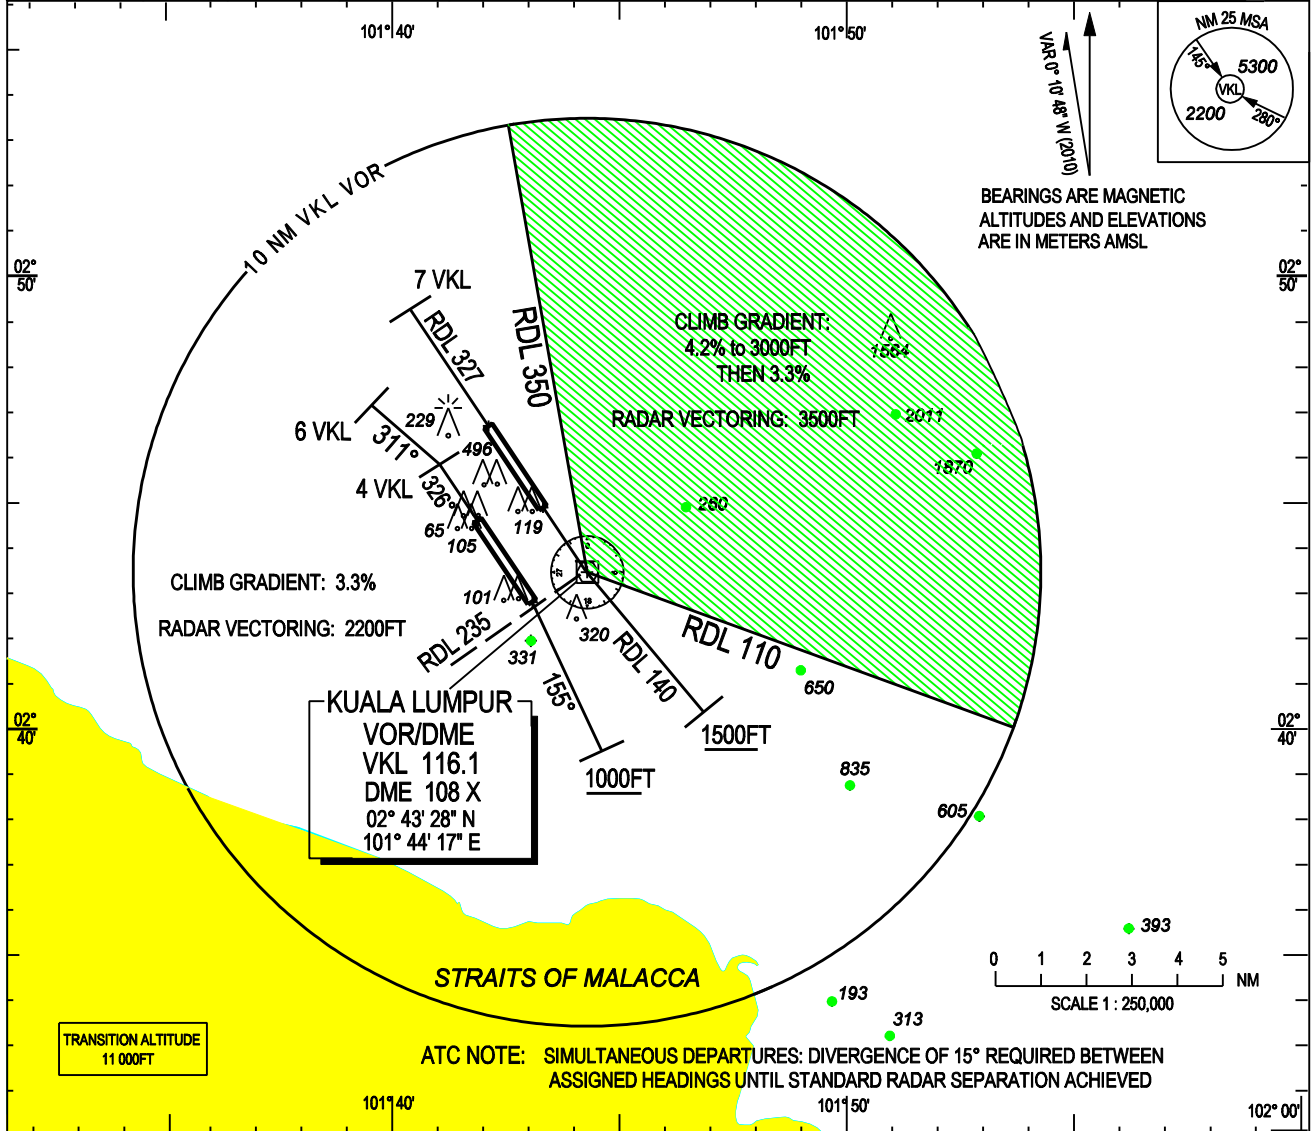 101° 40'
101° 50'
NM 25 MSA
145°
5300
VKL
2200
280°
VAR 0° 10' 48" W (2010)
BEARINGS ARE MAGNETIC
ALTITUDES AND ELEVATIONS
ARE IN METERS AMSL
10 NM VKL VOR
02°
50'
02°
50'
7 VKL
RDL 327
RDL 350
CLIMB GRADIENT:
4.2% to 3000FT
THEN 3.3%
1564
RADAR VECTORING: 3500FT
2011
1870
260
229
6 VKL
311°
496
4 VKL
326°
65
105
119
CLIMB GRADIENT: 3.3%
RADAR VECTORING: 2200FT
101
27
18
320
RDL 235
331
RDL 140
RDL 110
650
155°
02°
40'
02°
40'
KUALA LUMPUR
VOR/DME
VKL 116.1
DME 108 X
02° 43' 28" N
101° 44' 17" E
1500FT
1000FT
835
605
393
STRAITS OF MALACCA
0 1 2 3 4 5 NM
SCALE 1 : 250,000
193
313
TRANSITION ALTITUDE
11 000FT
ATC NOTE: SIMULTANEOUS DEPARTURES: DIVERGENCE OF 15° REQUIRED BETWEEN
ASSIGNED HEADINGS UNTIL STANDARD RADAR SEPARATION ACHIEVED
101° 40'
101° 50'
102° 00'